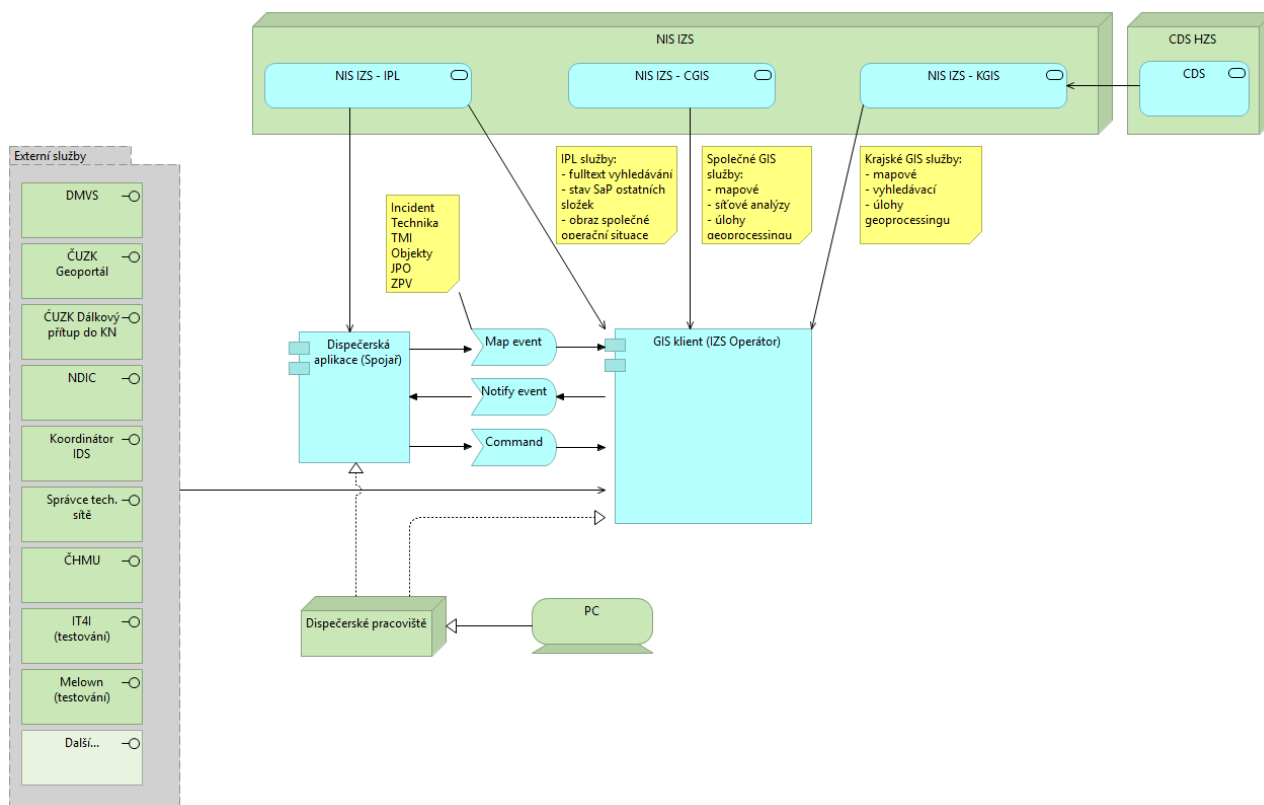 NIS IZS
CDS HZS
NIS IZS - IPL
NIS IZS - CGIS
NIS IZS - KGIS
CDS
Externí služby
DMVS
ČUZK
Geoportál
ČUZK Dálkový
přítup do KN
NDIC
Koordinátor
IDS
Správce tech.
sítě
ČHMU
IT4I
(testování)
Melown
(testování)
Další...
Incident
Technika
TMI
Objekty
JPO
ZPV
IPL služby:
- fulltext vyhledávání
- stav SaP ostatních
složek
- obraz společné
operační situace
Společné GIS
služby:
- mapové
- síťové analýzy
- úlohy
geoprocessingu
Krajské GIS služby:
- mapové
- vyhledávací
- úlohy
geoprocessingu
Dispečerská
aplikace (Spojař)
Map event
Notify event
Command
GIS klient (IZS Operátor)
Dispečerské pracoviště
PC